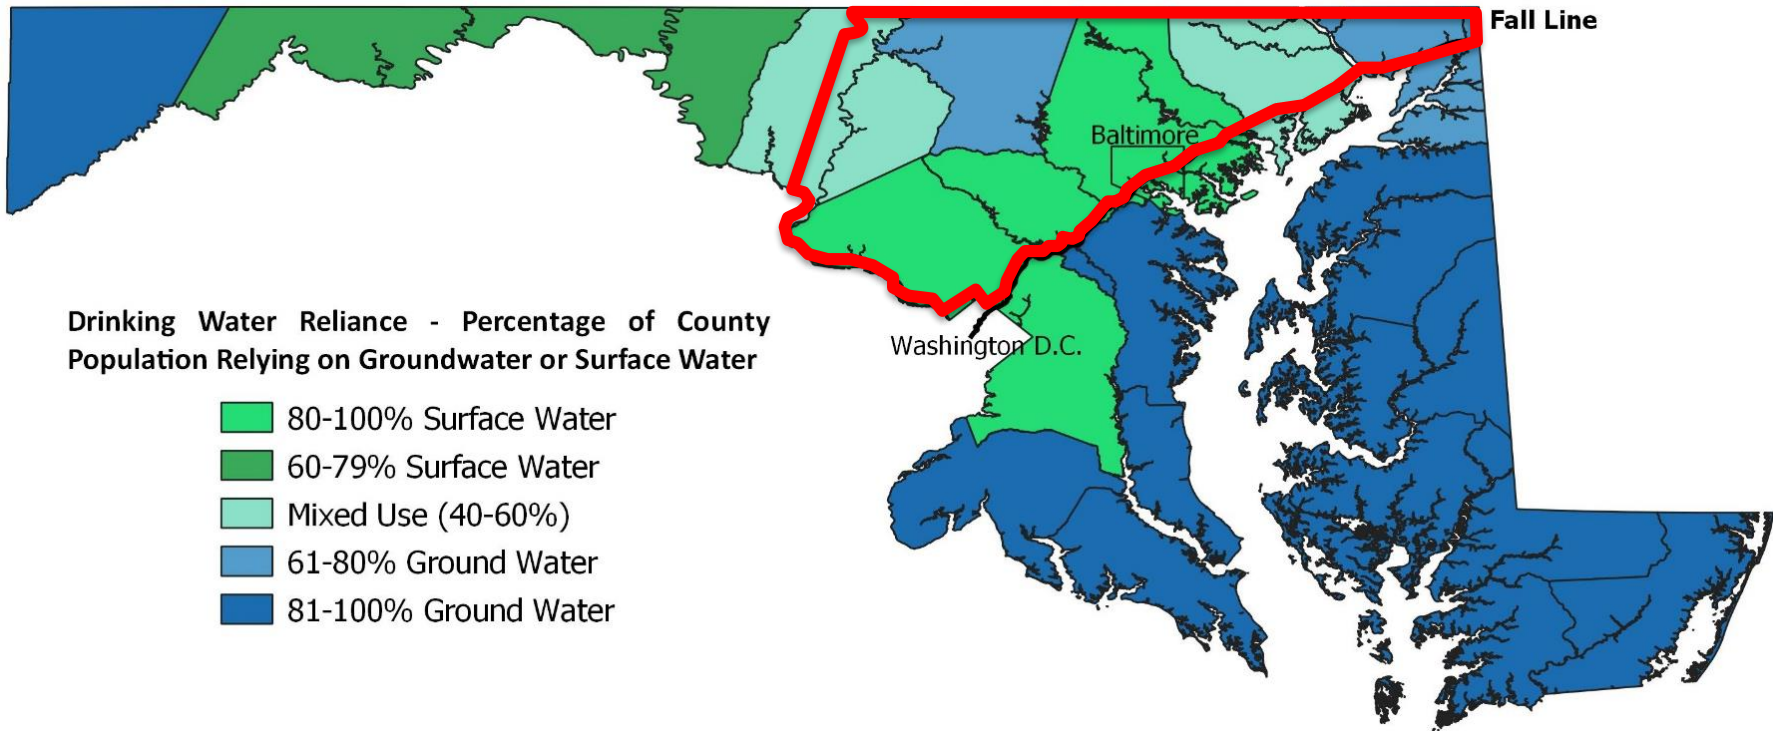 Fall Line
Baltimore
Washington D.C.
Drinking Water Reliance - Percentage of County
Population Relying on Groundwater or Surface Water
80-100% Surface Water
60-79% Surface Water
Mixed Use (40-60%)
61-80% Ground Water
81-100% Ground Water